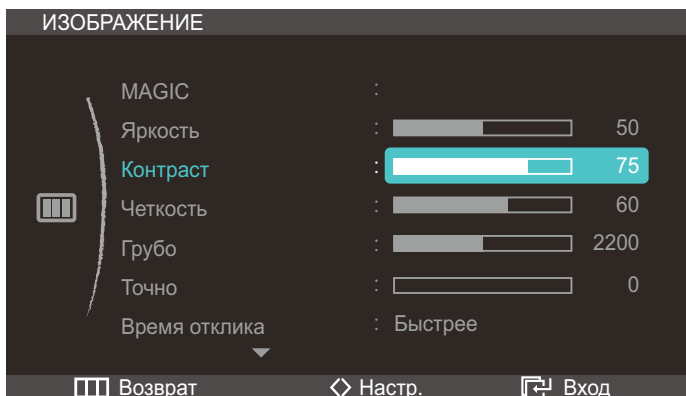 ИЗОБРАЖЕНИЕ
MAGIC :
Яркость : 50
Контраст : 75
Четкость : 60
Грубо : 2200
Точно : 0
Время отклика : Быстрее
Возврат Настр. Вход